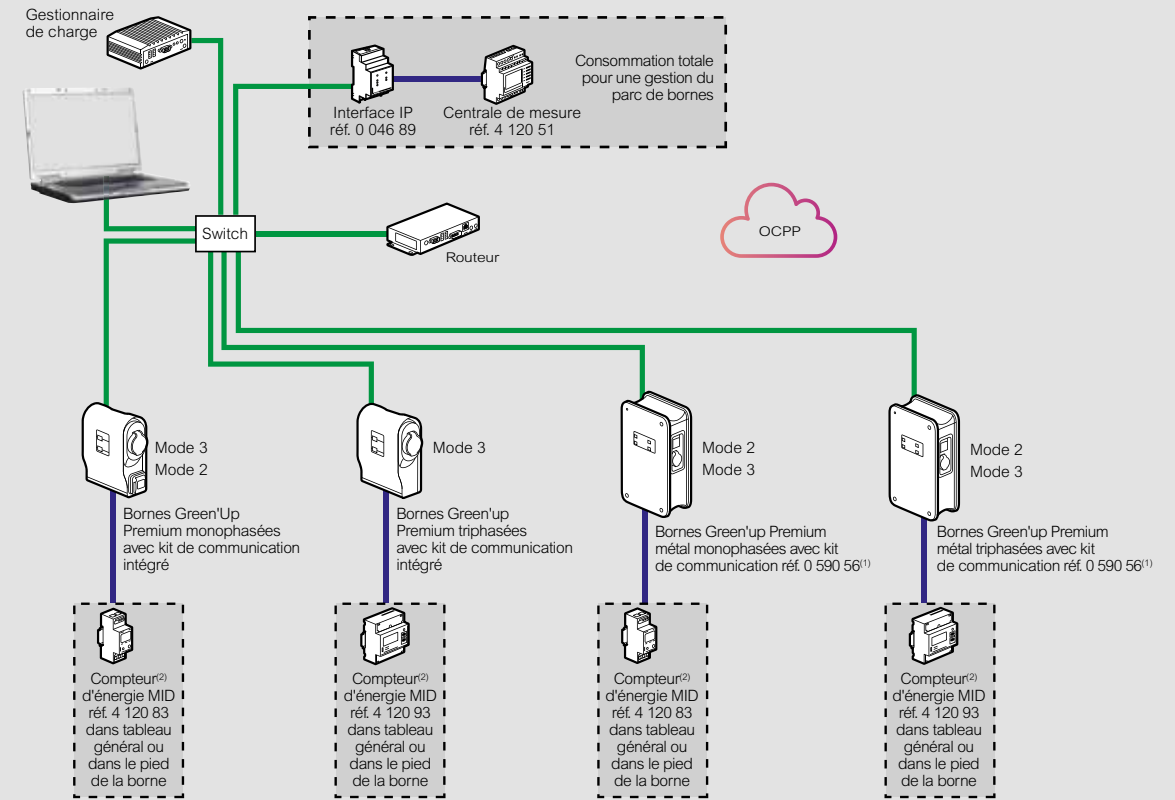 Gestionnaire
de charge
Consommation totale
pour une gestion du
parc de bornes
Interface IP
réf. 0 046 89
Centrale de mesure
réf. 4 120 51
Switch
Routeur
OCPP
Mode 3
Mode 2
Mode 3
Mode 2
Mode 3
Mode 2
Mode 3
Bornes Green'Up
Premium monophasées
avec kit de communication
intégré
Bornes Green'up
Premium triphasées
avec kit de communication
intégré
Bornes Green'up Premium
métal monophasées avec kit
de communication réf. 0 590 56(1)
Bornes Green'up Premium
métal triphasées avec kit
de communication réf. 0 590 56(1)
Compteur(2)
d'énergie MID
réf. 4 120 83
dans tableau
général ou
dans le pied
de la borne
Compteur(2)
d'énergie MID
réf. 4 120 93
dans tableau
général ou
dans le pied
de la borne
Compteur(2)
d'énergie MID
réf. 4 120 83
dans tableau
général ou
dans le pied
de la borne
Compteur(2)
d'énergie MID
réf. 4 120 93
dans tableau
général ou
dans le pied
de la borne